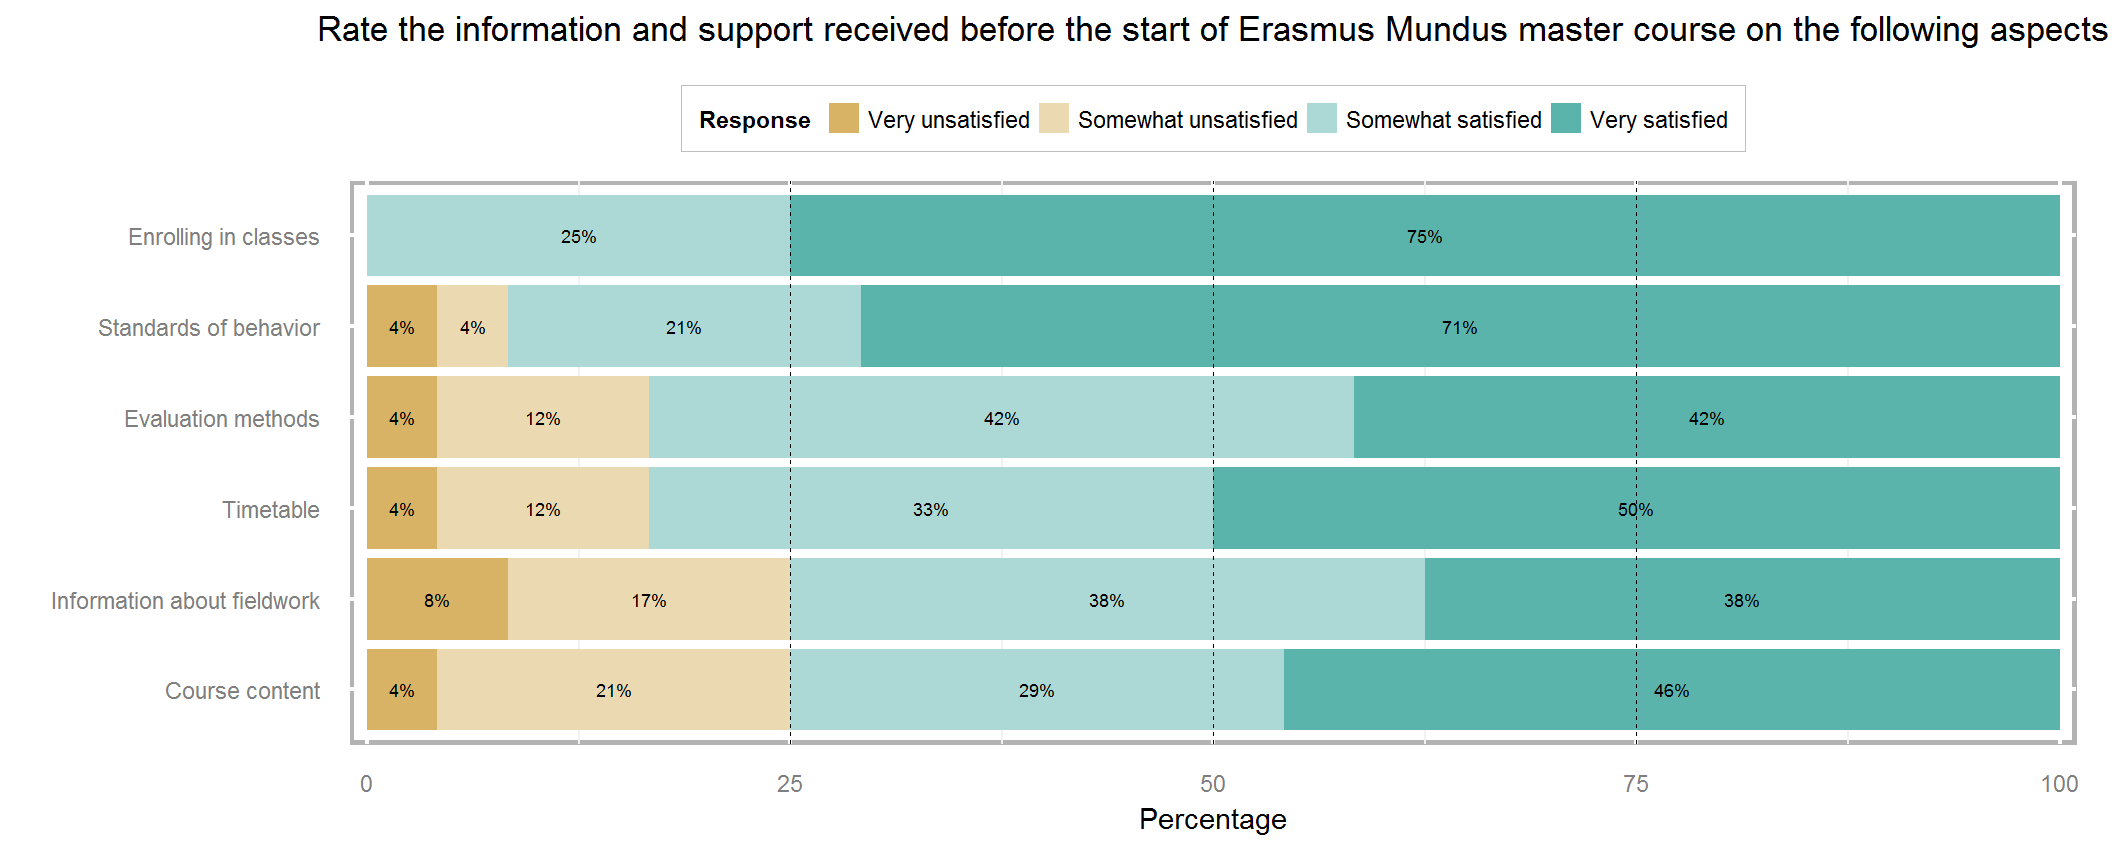 Rate the information and support received before the start of Erasmus Mundus master course on the following aspects
Response Very unsatisfied Somewhat unsatisfied Somewhat satisfied Very satisfied
Enrolling in classes 25% 75%
Standards of behavior 4% 4% 21% 71%
Evaluation methods 4% 12% 42% 42%
Timetable 4% 12% 33% 50%
Information about fieldwork 8% 17% 38% 38%
Course content 4% 21% 29% 46%
0 25 50 75 100
Percentage